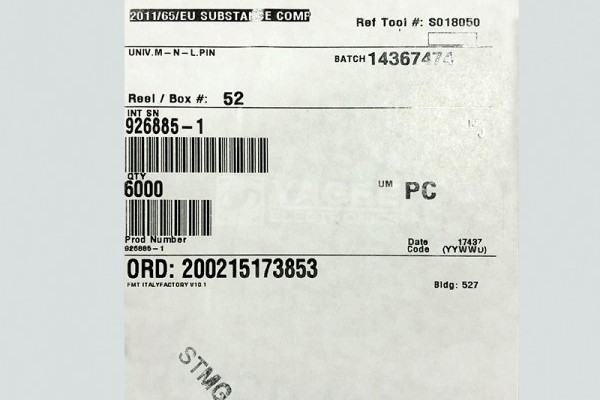 2011/65/EU SUBSTANCE COMP
Ref Tool #: S018050
UNIV.M-N-L.PIN
BATCH 14367474
Reel / Box #: 52
INT SN
926885-1
QTY
6000
UM PC
Prod Number
926885-1
Date Code 17437 (YYWWD)
ORD: 200215173853
FMT ITALYFACTORY V10.1
Bldg: 527
STMG